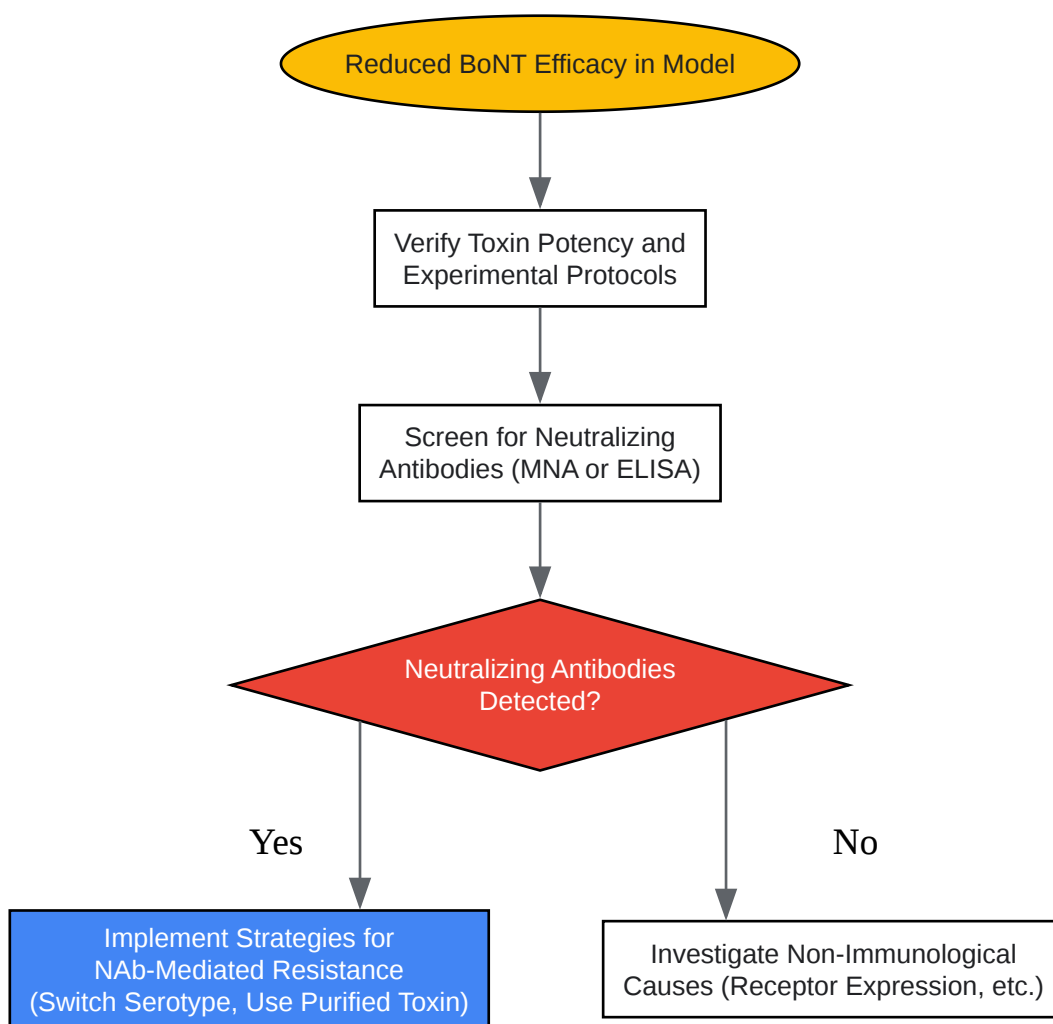 Reduced BoNT Efficacy in Model
Verify Toxin Potency and
Experimental Protocols
Screen for Neutralizing
Antibodies (MNA or ELISA)
Neutralizing Antibodies
Detected?
Yes
No
Implement Strategies for
NAb-Mediated Resistance
(Switch Serotype, Use Purified Toxin)
Investigate Non-Immunological
Causes (Receptor Expression, etc.)